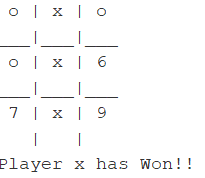 o | x | o
___|___|___
o | x | 6
___|___|___
7 | x | 9
| |
Player x has Won!!